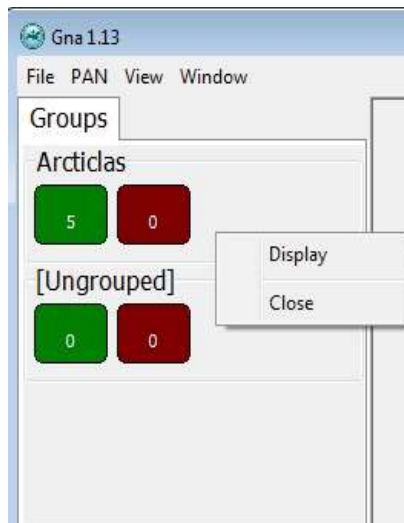 Gna 1.13
File PAN View Window
Groups
Arcticlas
5 0
Display
[Ungrouped]
Close
0 0